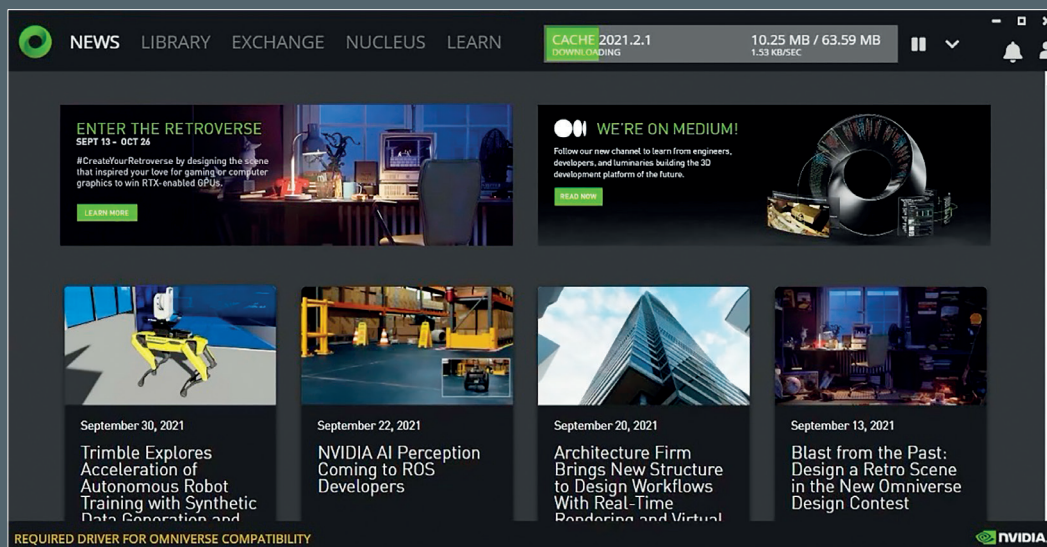 NEWS LIBRARY EXCHANGE NUCLEUS LEARN
CACHE 2021.2.1 10.25 MB / 63.59 MB
DOWNLOADING 1.53 KB/SEC
ENTER THE RETROVERSE
SEPT 13 - OCT 26
#CreateYourRetroverse by designing the scene
that inspired your love for gaming or computer
graphics to win RTX-enabled GPUs.
LEARN MORE
WE'RE ON MEDIUM!
Follow our new channel to learn from engineers,
developers, and luminaries building the 3D
development platform of the future.
READ NOW
September 30, 2021
Trimble Explores
Acceleration of
Autonomous Robot
Training with Synthetic
Data Generation and
September 22, 2021
NVIDIA AI Perception
Coming to ROS
Developers
September 20, 2021
Architecture Firm
Brings New Structure
to Design Workflows
With Real-Time
Rendering and Virtual
September 13, 2021
Blast from the Past:
Design a Retro Scene
in the New Omniverse
Design Contest
REQUIRED DRIVER FOR OMNIVERSE COMPATIBILITY
NVIDIA.